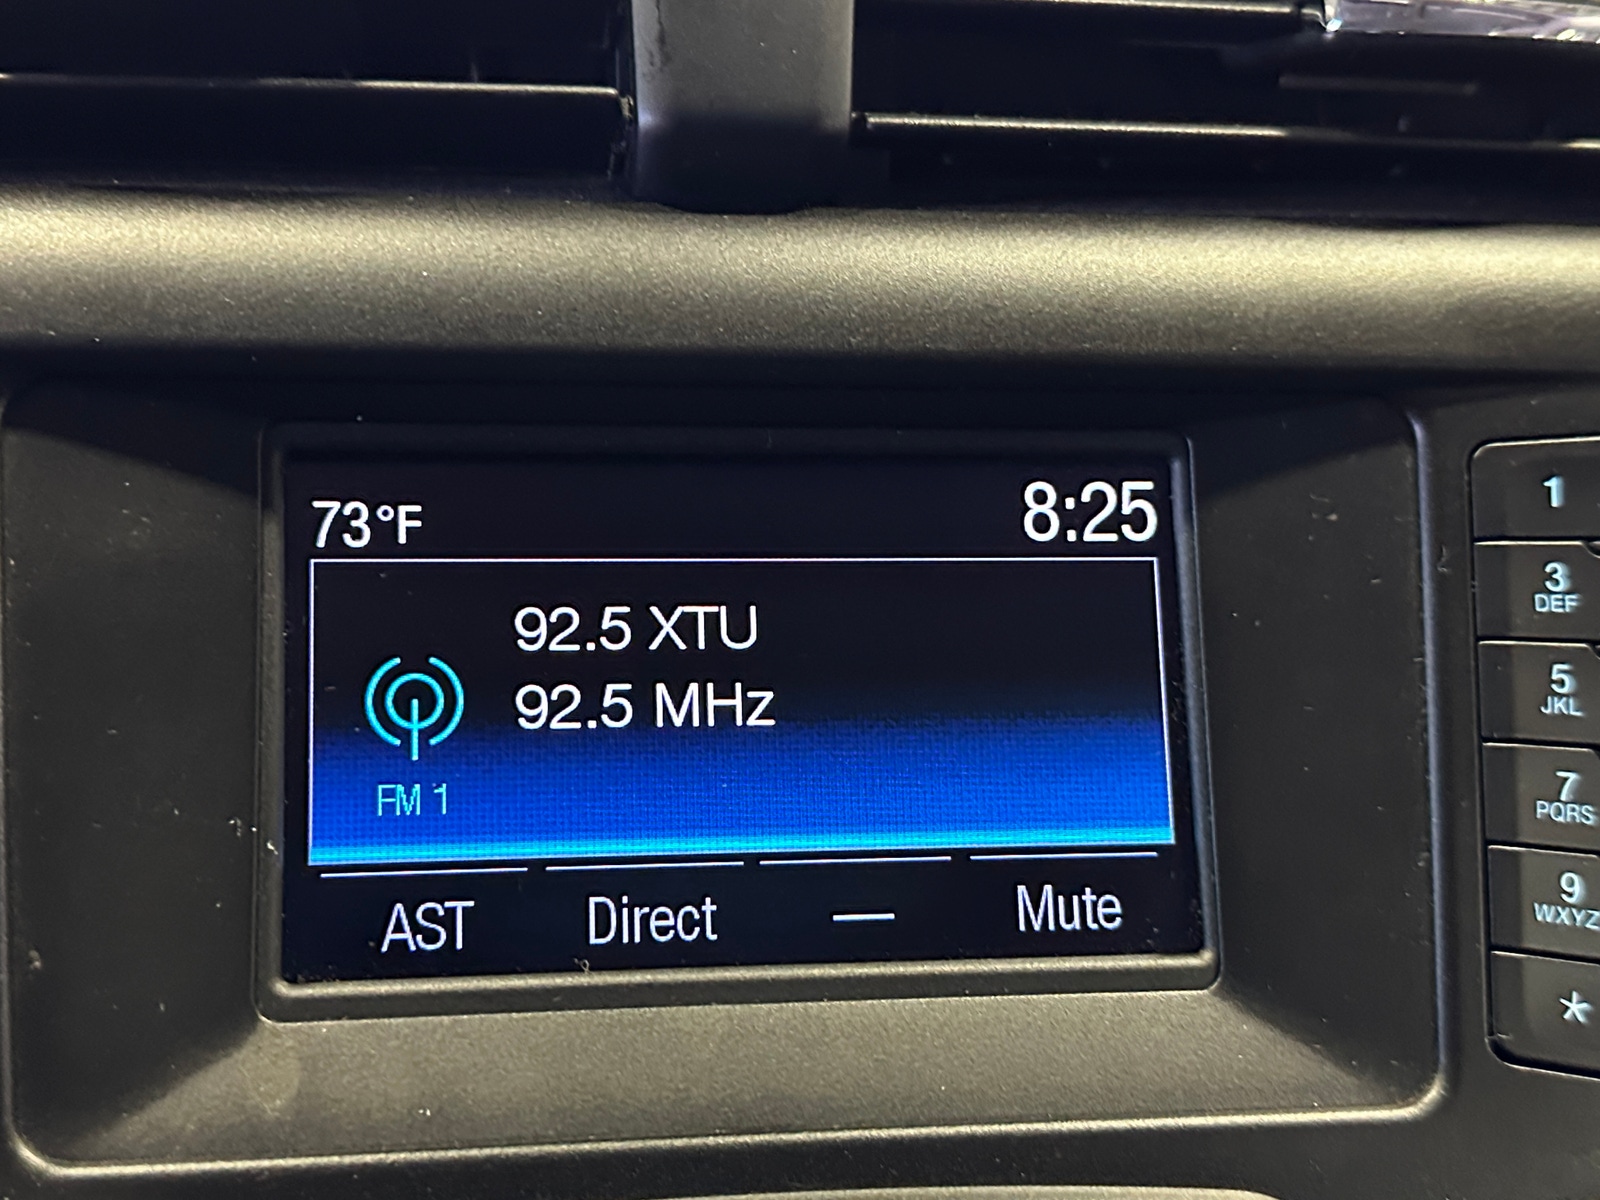 73°F 8:25
92.5 XTU
92.5 MHz
FM 1
AST Direct — Mute
1
3
DEF
5
JKL
7
PQRS
9
WXYZ
*